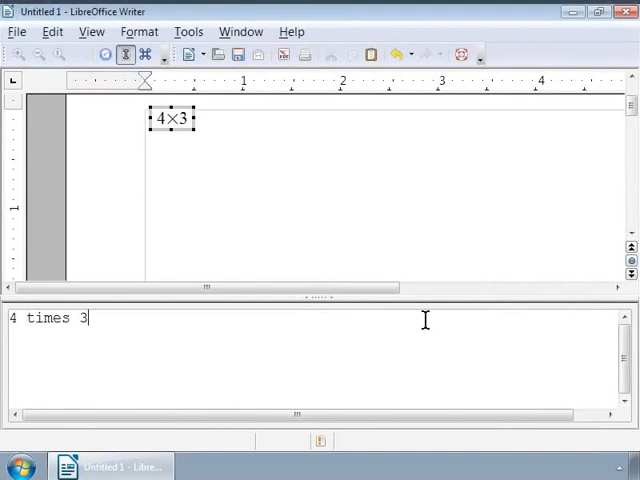 Untitled 1 - LibreOffice Writer
File Edit View Format Tools Window Help
1 2 3 4
4×3
1
4 times 3
Untitled 1 - Libre...